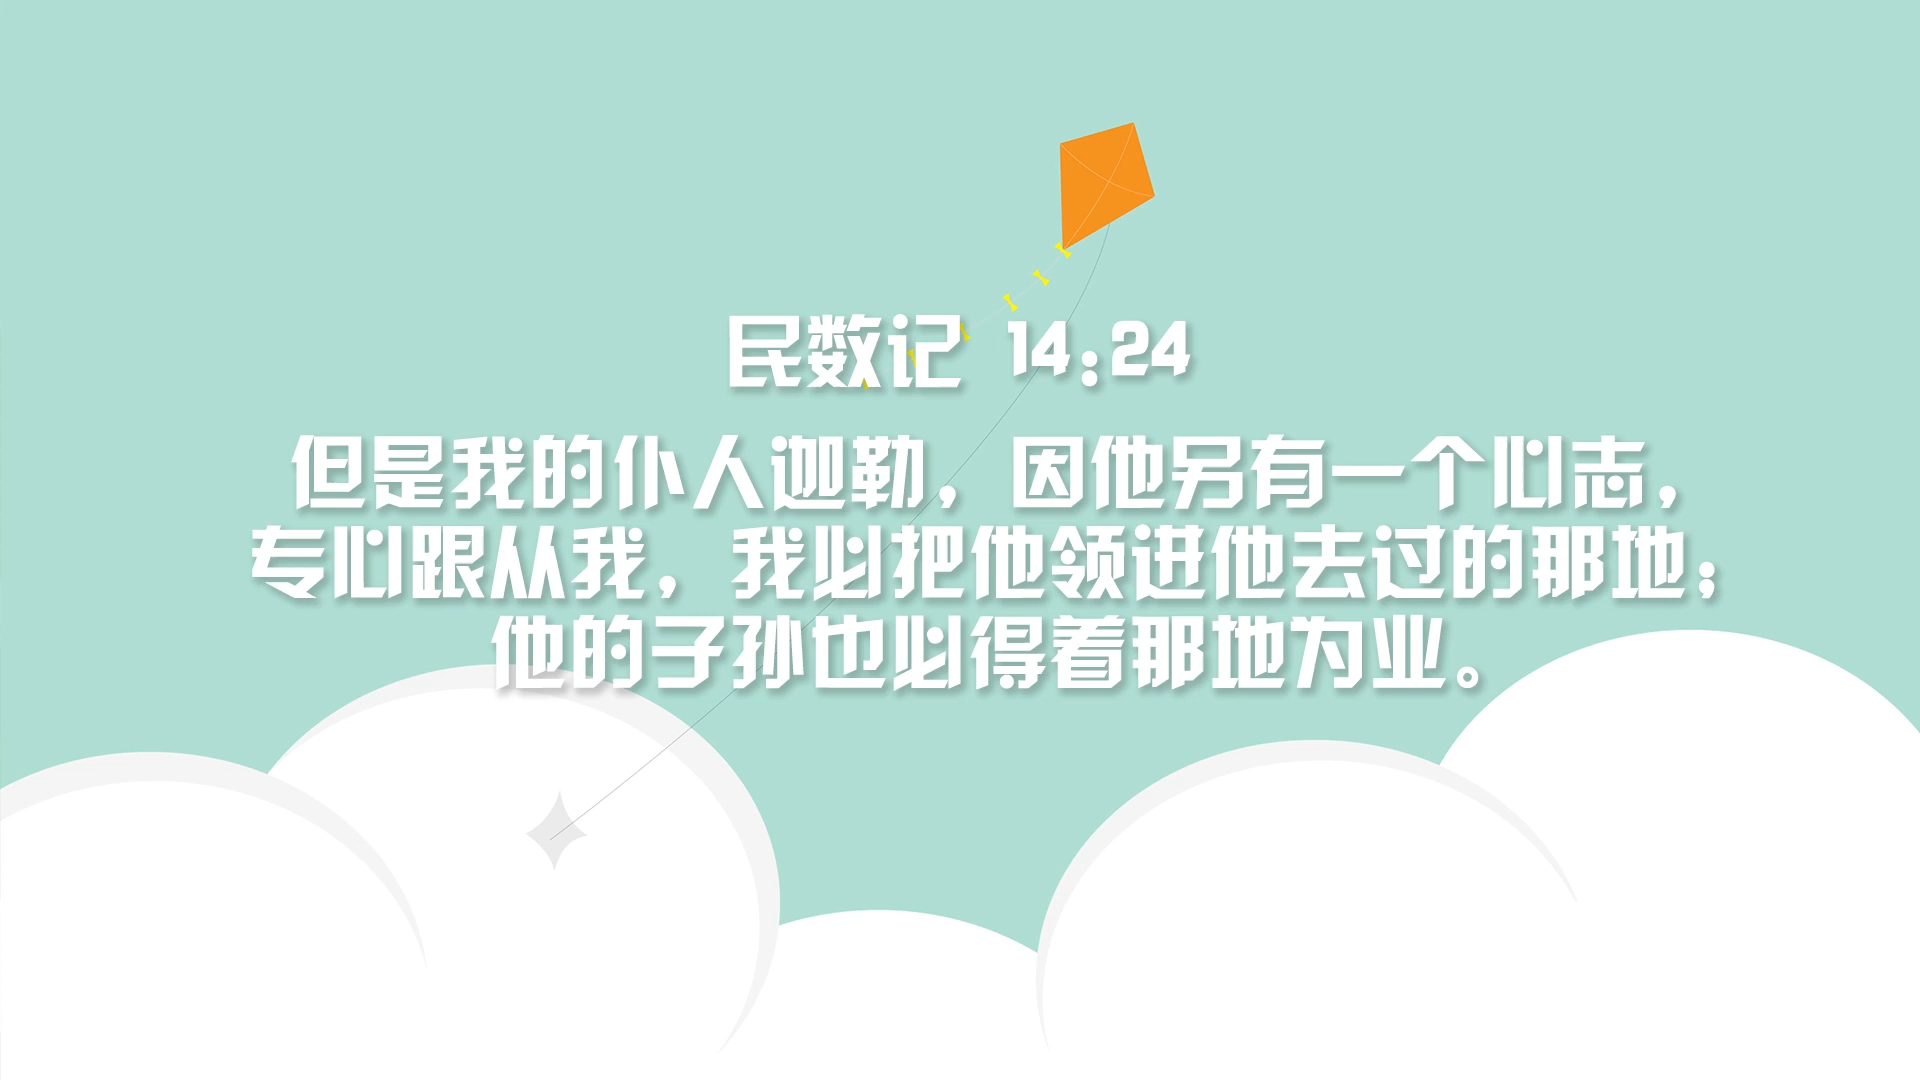 民数记 14:24
但是我的仆人迦勒，因他另有一个心志，
专心跟从我，我必把他领进他去过的那地；
他的子孙也必得着那地为业。